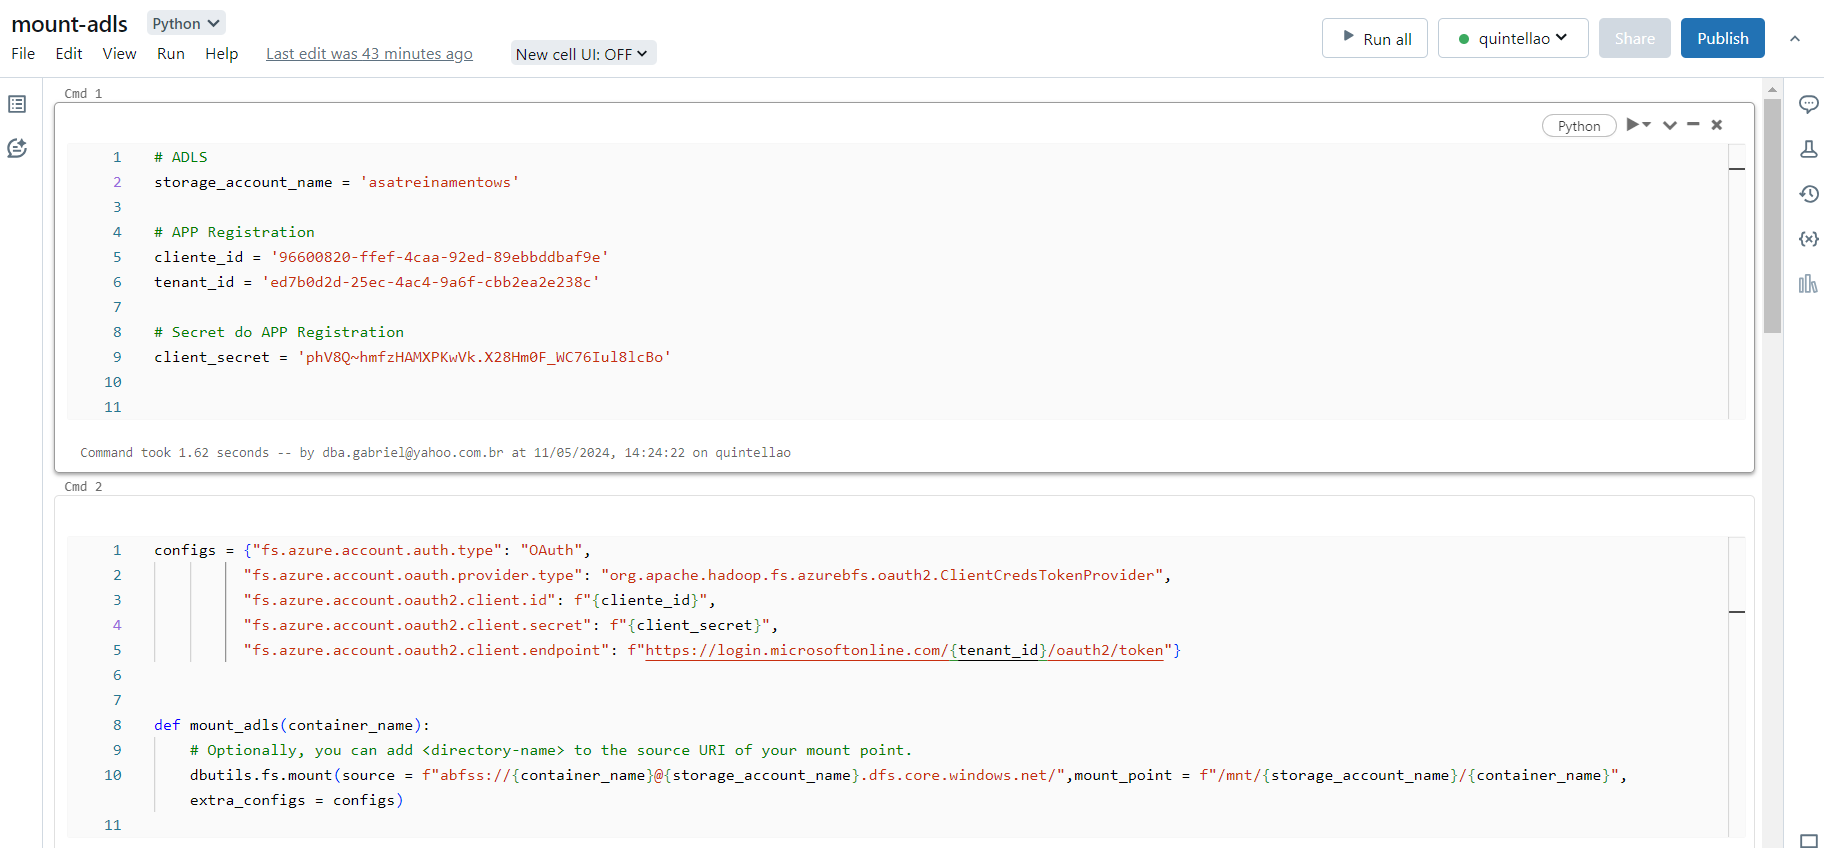 mount-adls Python
File Edit View Run Help Last edit was 43 minutes ago New cell UI: OFF
Run all quintellao Share Publish
Cmd 1
Python
1 # ADLS
2 storage_account_name = 'asatreinamentows'
3
4 # APP Registration
5 cliente_id = '96600820-ffef-4caa-92ed-89ebbddbaf9e'
6 tenant_id = 'ed7b0d2d-25ec-4ac4-9a6f-cbb2ea2e238c'
7
8 # Secret do APP Registration
9 client_secret = 'phV8Q~hmfzHAMXPKwVk.X28Hm0F_WC76Iul8lcBo'
10
11
Command took 1.62 seconds -- by dba.gabriel@yahoo.com.br at 11/05/2024, 14:24:22 on quintellao
Cmd 2
1 configs = {"fs.azure.account.auth.type": "OAuth",
2 "fs.azure.account.oauth.provider.type": "org.apache.hadoop.fs.azurebfs.oauth2.ClientCredsTokenProvider",
3 "fs.azure.account.oauth2.client.id": f"{cliente_id}",
4 "fs.azure.account.oauth2.client.secret": f"{client_secret}",
5 "fs.azure.account.oauth2.client.endpoint": f"https://login.microsoftonline.com/{tenant_id}/oauth2/token"}
6
7
8 def mount_adls(container_name):
9 # Optionally, you can add <directory-name> to the source URI of your mount point.
10 dbutils.fs.mount(source = f"abfss://{container_name}@{storage_account_name}.dfs.core.windows.net/",mount_point = f"/mnt/{storage_account_name}/{container_name}",
extra_configs = configs)
11